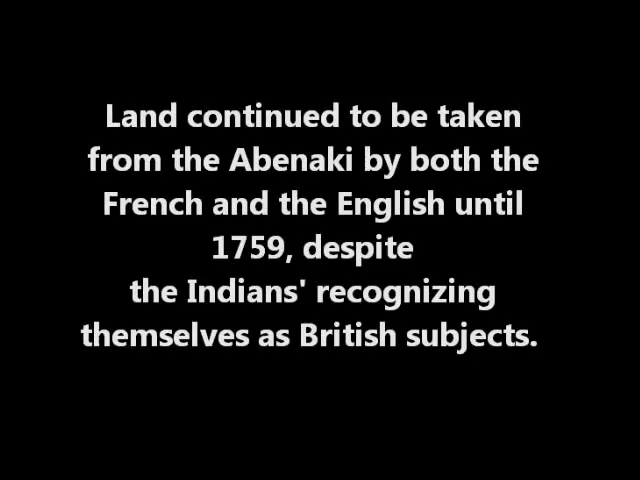 Land continued to be taken
from the Abenaki by both the
French and the English until
1759, despite
the Indians' recognizing
themselves as British subjects.